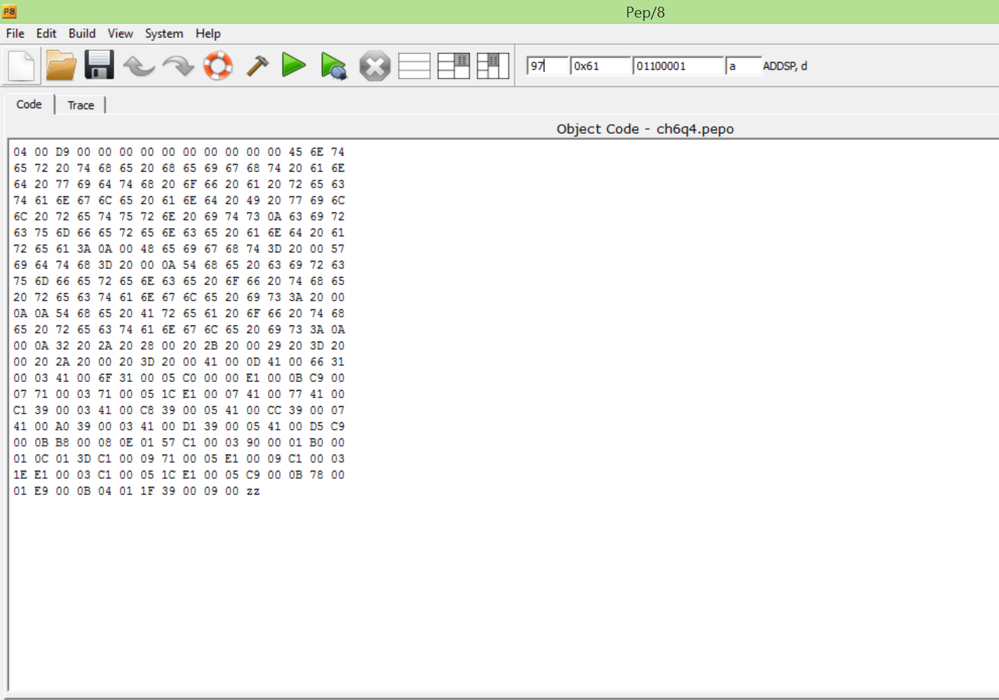 P8 Pep/8
File Edit Build View System Help
97 0x61 01100001 a ADDSP, d
Code Trace
Object Code - ch6q4.pepo
04 00 D9 00 00 00 00 00 00 00 00 00 00 45 6E 74
65 72 20 74 68 65 20 68 65 69 67 68 74 20 61 6E
64 20 77 69 64 74 68 20 6F 66 20 61 20 72 65 63
74 61 6E 67 6C 65 20 61 6E 64 20 49 20 77 69 6C
6C 20 72 65 74 75 72 6E 20 69 74 73 0A 63 69 72
63 75 6D 66 65 72 65 6E 63 65 20 61 6E 64 20 61
72 65 61 3A 0A 00 48 65 69 67 68 74 3D 20 00 57
69 64 74 68 3D 20 00 0A 54 68 65 20 63 69 72 63
75 6D 66 65 72 65 6E 63 65 20 6F 66 20 74 68 65
20 72 65 63 74 61 6E 67 6C 65 20 69 73 3A 20 00
0A 0A 54 68 65 20 41 72 65 61 20 6F 66 20 74 68
65 20 72 65 63 74 61 6E 67 6C 65 20 69 73 3A 0A
00 0A 32 20 2A 20 28 00 20 2B 20 00 29 20 3D 20
00 20 2A 20 00 20 3D 20 00 41 00 0D 41 00 66 31
00 03 41 00 6F 31 00 05 C0 00 00 E1 00 0B C9 00
07 71 00 03 71 00 05 1C E1 00 07 41 00 77 41 00
C1 39 00 03 41 00 C8 39 00 05 41 00 CC 39 00 07
41 00 A0 39 00 03 41 00 D1 39 00 05 41 00 D5 C9
00 0B B8 00 08 0E 01 57 C1 00 03 90 00 01 B0 00
01 0C 01 3D C1 00 09 71 00 05 E1 00 09 C1 00 03
1E E1 00 03 C1 00 05 1C E1 00 05 C9 00 0B 78 00
01 E9 00 0B 04 01 1F 39 00 09 00 zz